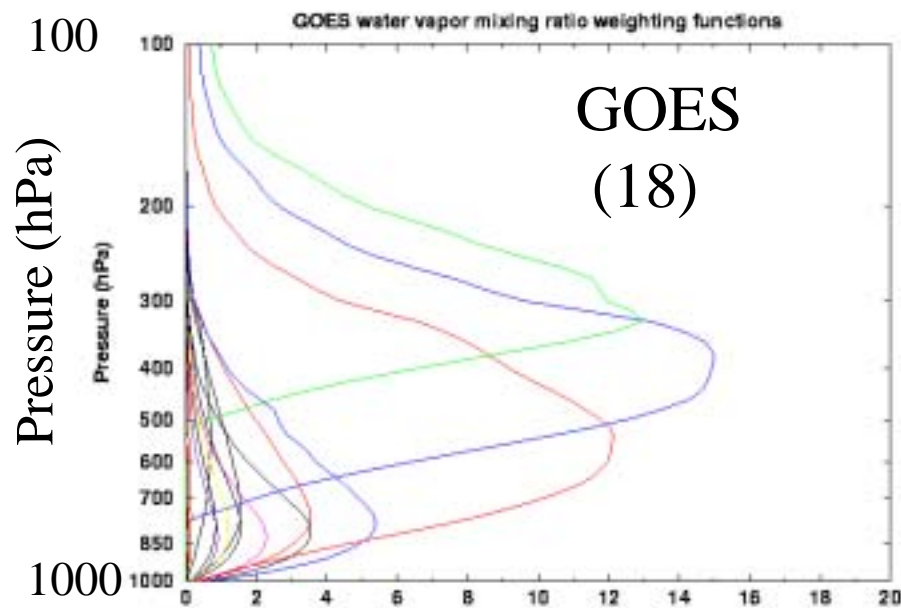 GOES water vapor mixing ratio weighting functions
100
100
GOES
(18)
200
300
400
500
600
700
850
1000
1000
Pressure (hPa)
Pressure (hPa)
0 2 4 6 8 10 12 14 16 18 20